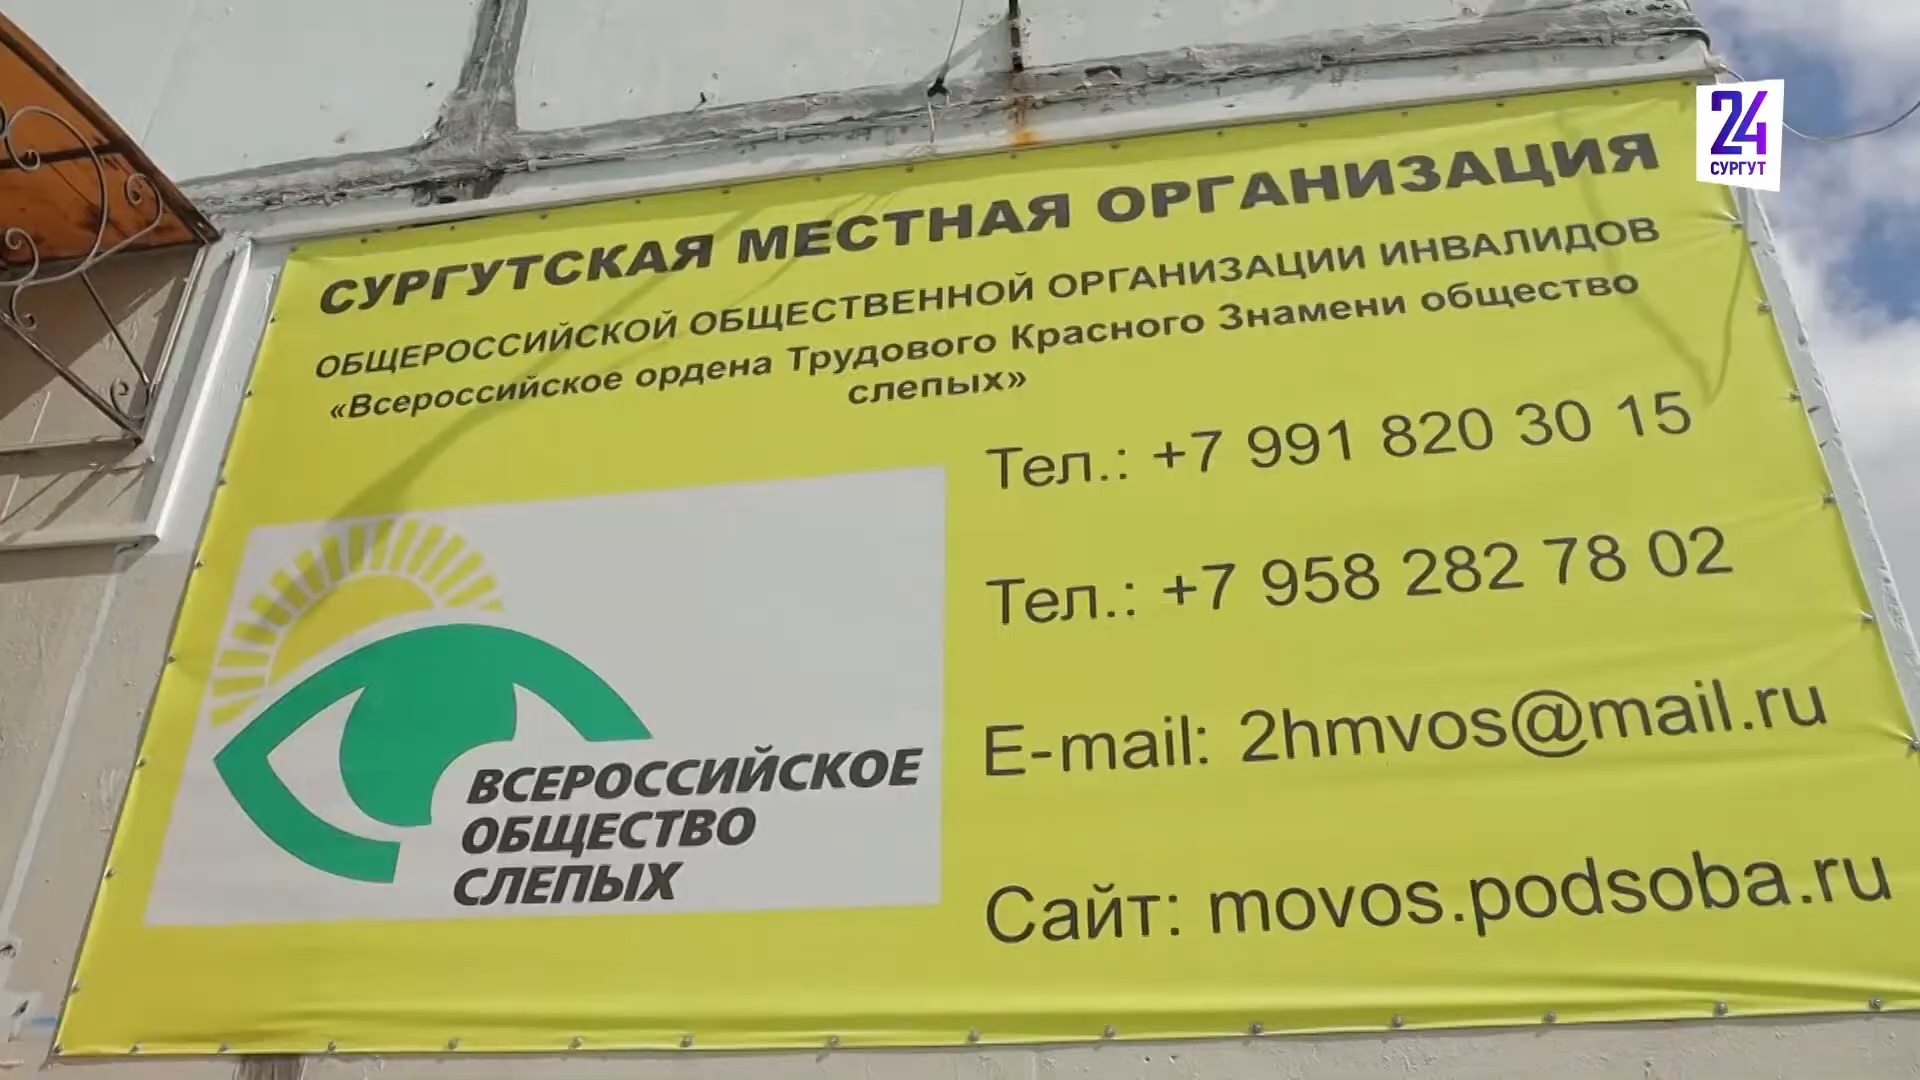 24
СУРГУТ
СУРГУТСКАЯ МЕСТНАЯ ОРГАНИЗАЦИЯ
ОБЩЕРОССИЙСКОЙ ОБЩЕСТВЕННОЙ ОРГАНИЗАЦИИ ИНВАЛИДОВ
«Всероссийское ордена Трудового Красного Знамени общество
слепых»
Тел.: +7 991 820 30 15
Тел.: +7 958 282 78 02
E-mail: 2hmvos@mail.ru
Сайт: movos.podsoba.ru
ВСЕРОССИЙСКОЕ
ОБЩЕСТВО
СЛЕПЫХ